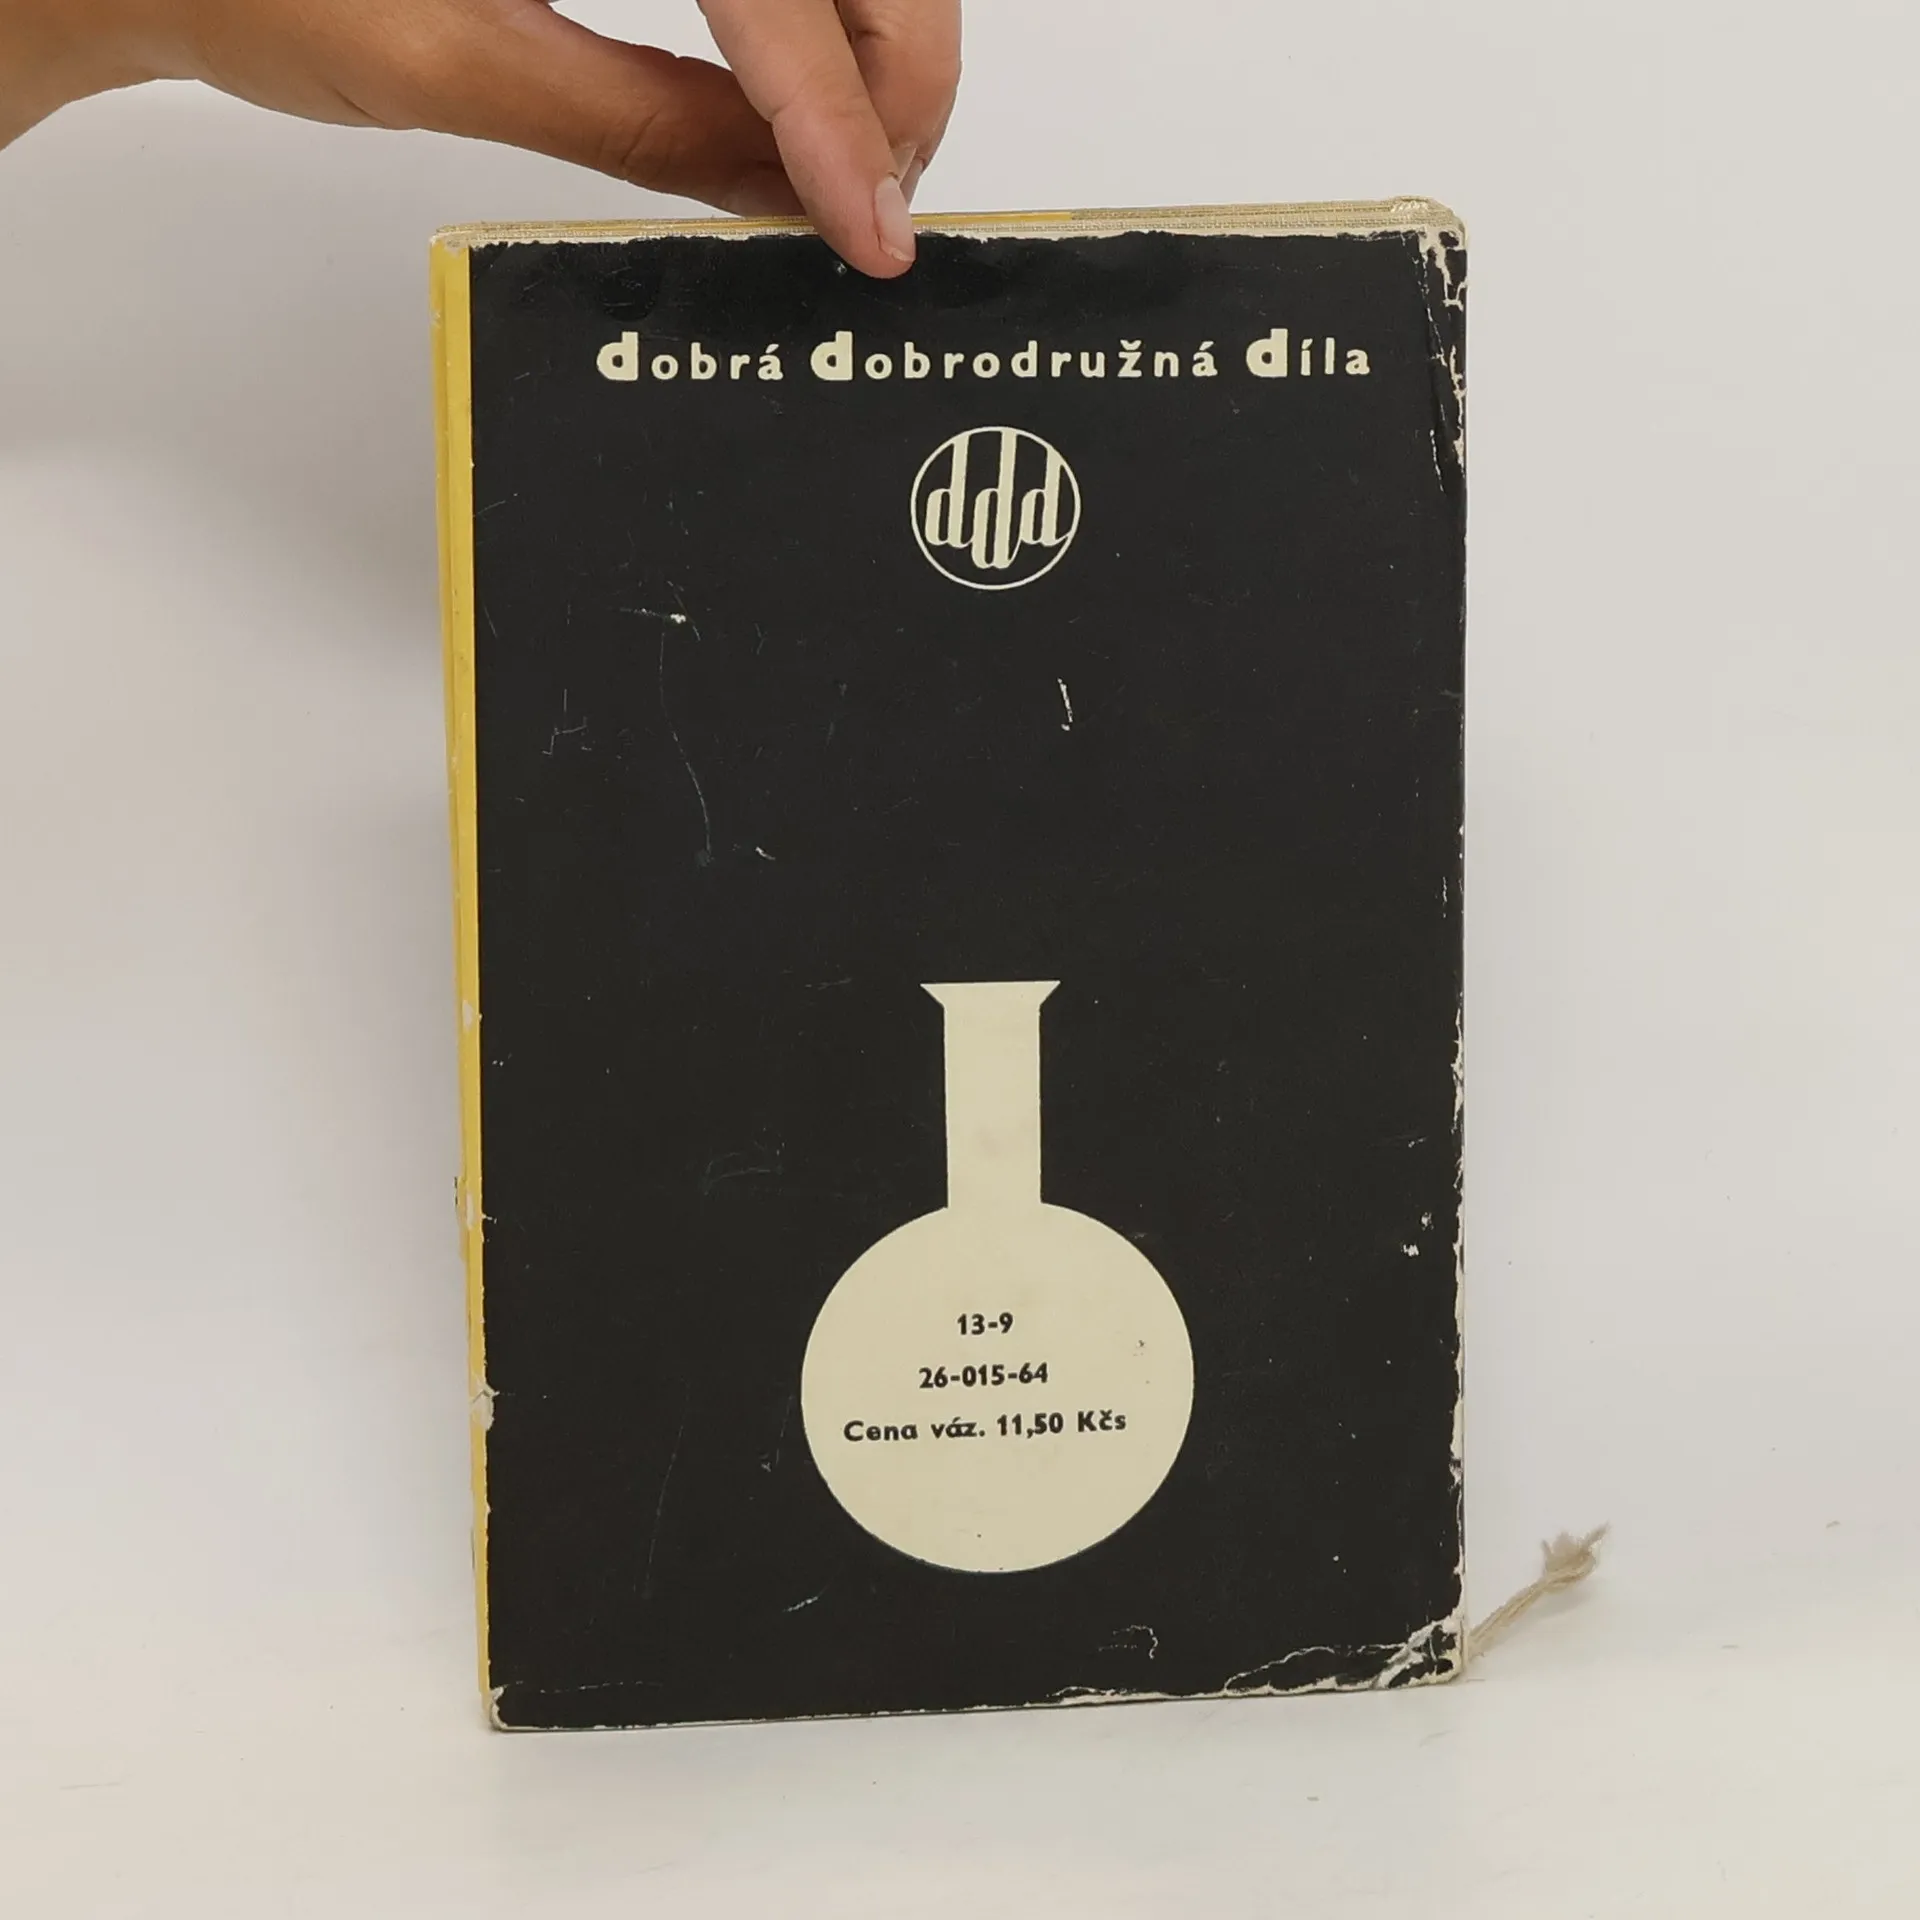 dobrá dobrodružná díla
ddd
13-9
26-015-64
Cena váz. 11,50 Kčs